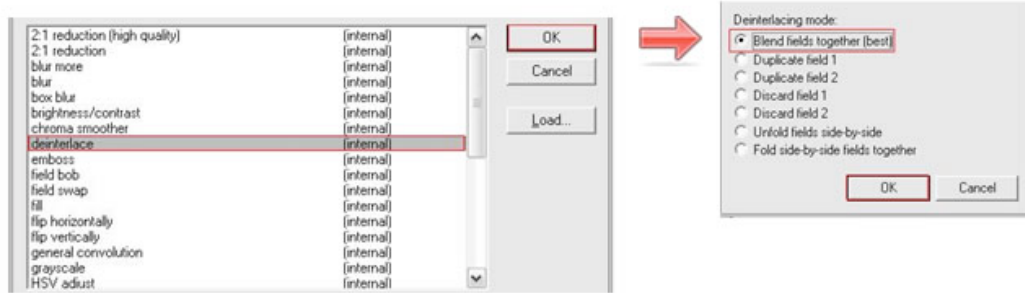 2:1 reduction (high quality) (internal)
2:1 reduction (internal)
blur more (internal)
blur (internal)
box blur (internal)
brightness/contrast (internal)
chroma smoother (internal)
deinterlace (internal)
emboss (internal)
field bob (internal)
field swap (internal)
fill (internal)
flip horizontally (internal)
flip vertically (internal)
general convolution (internal)
grayscale (internal)
HSV adjust (internal)
OK
Cancel
Load...
Deinterlacing mode:
Blend fields together (best)
Duplicate field 1
Duplicate field 2
Discard field 1
Discard field 2
Unfold fields side-by-side
Fold side-by-side fields together
OK Cancel